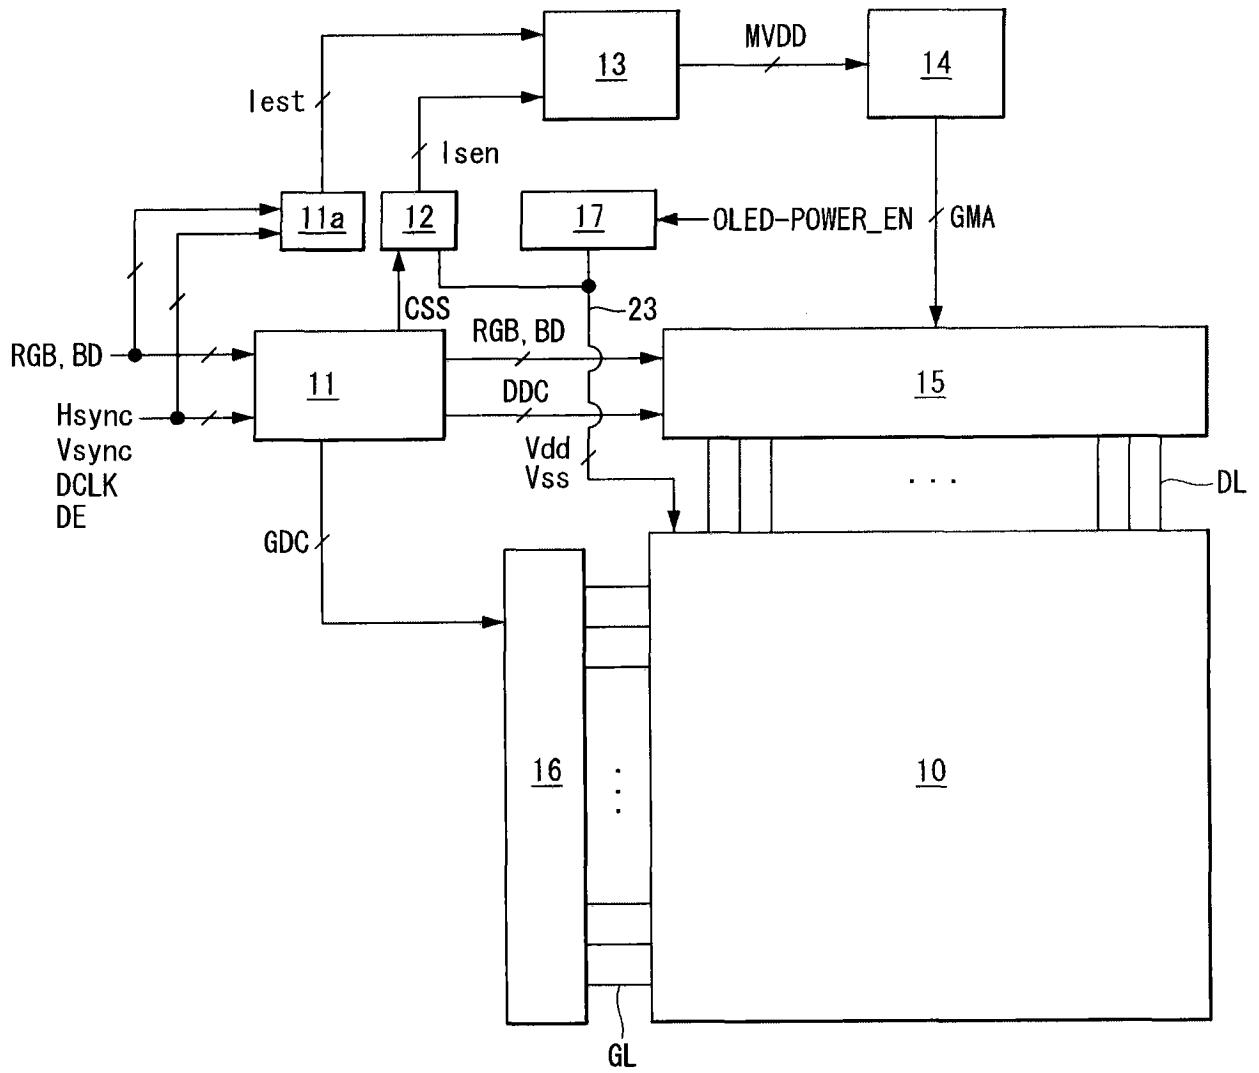 MVDD
13
14
Iest
Isen
11a
12
17
OLED-POWER_EN
GMA
CSS
23
RGB, BD
RGB, BD
11
15
DDC
Hsync
Vsync
DCLK
DE
Vdd
Vss
DL
GDC
16
10
GL